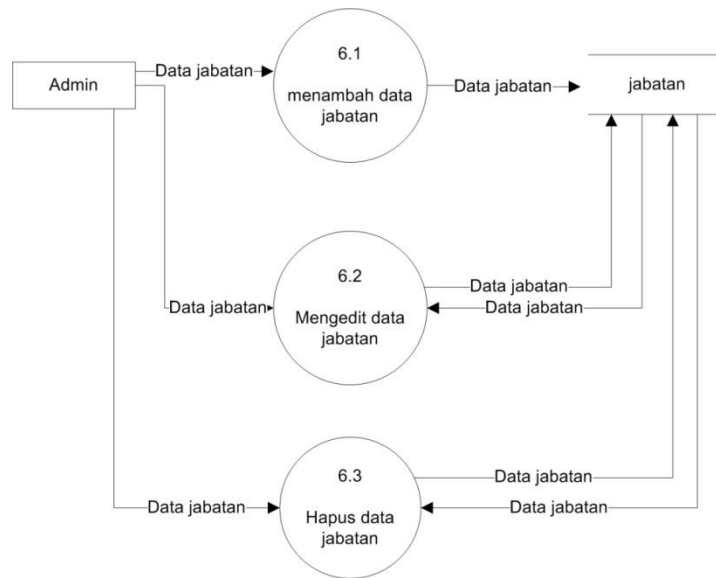 Admin
Data jabatan
6.1
menambah data
jabatan
Data jabatan
jabatan
Data jabatan
6.2
Mengedit data
jabatan
Data jabatan
Data jabatan
Data jabatan
6.3
Hapus data
jabatan
Data jabatan
Data jabatan